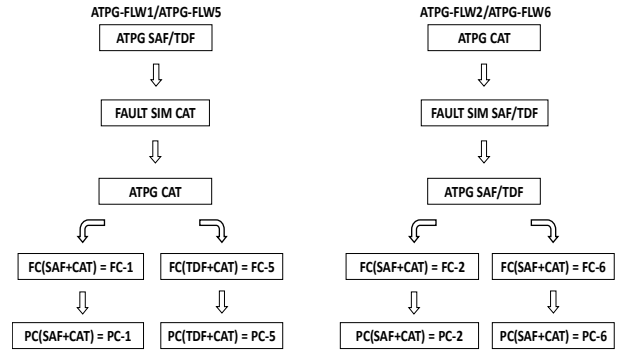 ATPG-FLW1/ATPG-FLW5
ATPG SAF/TDF
FAULT SIM CAT
ATPG CAT
FC(SAF+CAT) = FC-1
FC(TDF+CAT) = FC-5
PC(SAF+CAT) = PC-1
PC(TDF+CAT) = PC-5
ATPG-FLW2/ATPG-FLW6
ATPG CAT
FAULT SIM SAF/TDF
ATPG SAF/TDF
FC(SAF+CAT) = FC-2
FC(SAF+CAT) = FC-6
PC(SAF+CAT) = PC-2
PC(SAF+CAT) = PC-6